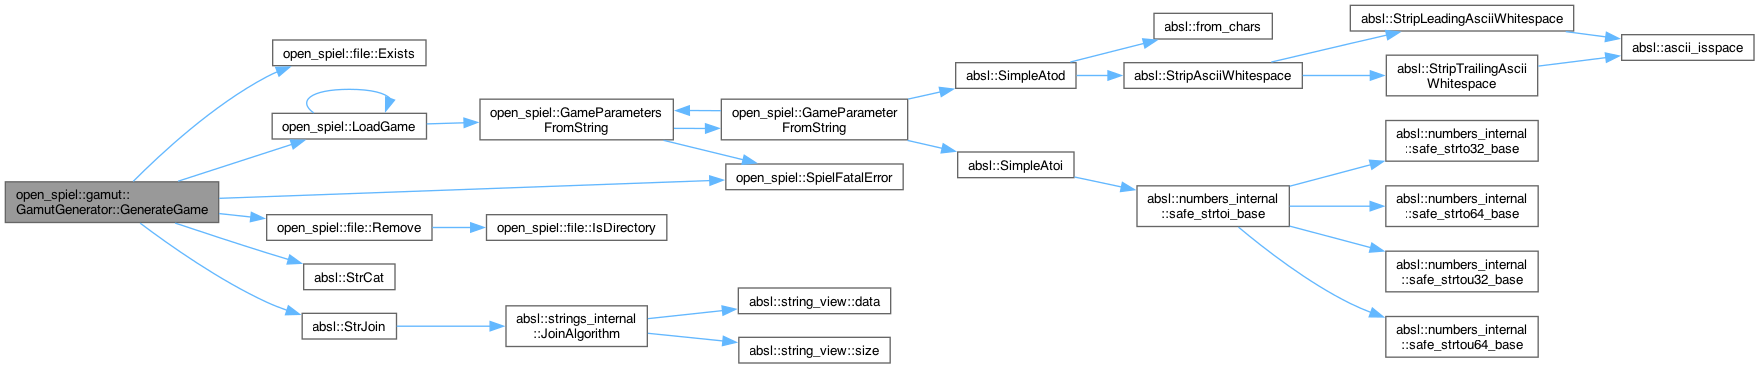 open_spiel::gamut::
GamutGenerator::GenerateGame
open_spiel::file::Exists
open_spiel::LoadGame
open_spiel::GameParameters
FromString
open_spiel::GameParameter
FromString
open_spiel::SpielFatalError
open_spiel::file::Remove
open_spiel::file::IsDirectory
absl::StrCat
absl::StrJoin
absl::strings_internal
::JoinAlgorithm
absl::string_view::data
absl::string_view::size
absl::SimpleAtod
absl::from_chars
absl::StripAsciiWhitespace
absl::StripLeadingAsciiWhitespace
absl::StripTrailingAscii
Whitespace
absl::ascii_isspace
absl::SimpleAtoi
absl::numbers_internal
::safe_strtoi_base
absl::numbers_internal
::safe_strto32_base
absl::numbers_internal
::safe_strto64_base
absl::numbers_internal
::safe_strtou32_base
absl::numbers_internal
::safe_strtou64_base